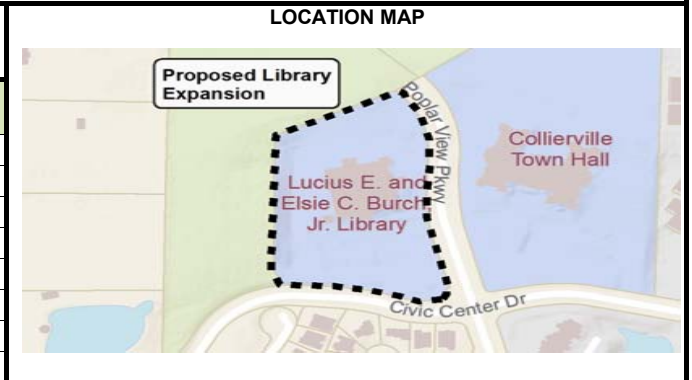 LOCATION MAP
Proposed Library
Expansion
Poplar View Pkwy
Collierville
Town Hall
Lucius E. and
Elsie C. Burch,
Jr. Library
Civic Center Dr